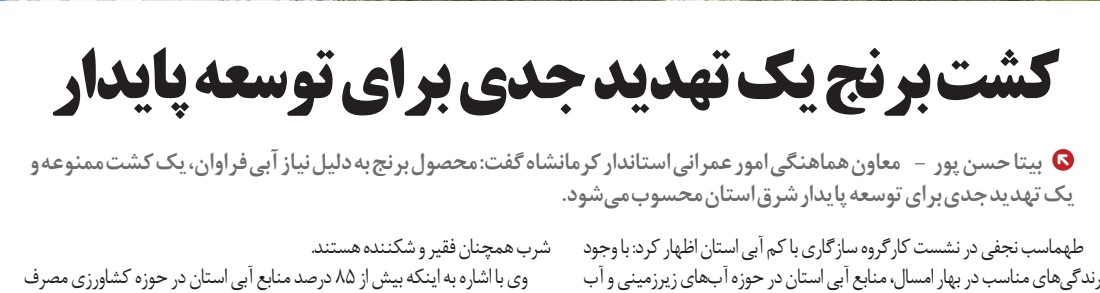 کشت برنج یک تهدید جدی برای توسعه پایدار
بیتا حسن پور – معاون هماهنگی امور عمرانی استاندار کرمانشاه گفت: محصول برنج به دلیل نیاز آبی فراوان، یک کشت ممنوعه و
یک تهدید جدی برای توسعه پایدار شرق استان محسوب می‌شود.
طهماسب نجفی در نشست کارگروه سازگاری با کم آبی استان اظهار کرد: با وجود
رندگی‌های مناسب در بهار امسال، منابع آبی استان در حوزه آب‌های زیرزمینی و آب
شرب همچنان فقیر و شکننده هستند.
وی با اشاره به اینکه بیش از ۸۵ درصد منابع آبی استان در حوزه کشاورزی مصرف